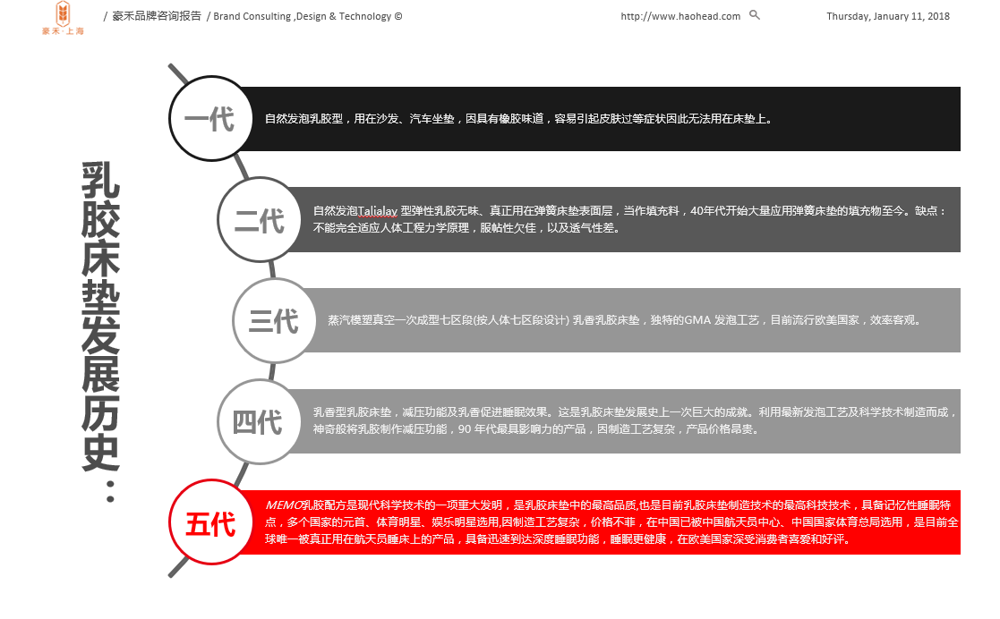 豪禾·上海
/ 豪禾品牌咨询报告 / Brand Consulting ,Design & Technology ©
http://www.haohead.com
Thursday, January 11, 2018
乳胶床垫发展历史：
一代
自然发泡乳胶型，用在沙发、汽车坐垫，因具有橡胶味道，容易引起皮肤过等症状因此无法用在床垫上。
二代
自然发泡Talialay 型弹性乳胶无味、真正用在弹簧床垫表面层，当作填充料，40年代开始大量应用弹簧床垫的填充物至今。缺点：
不能完全适应人体工程力学原理，服帖性欠佳，以及透气性差。
三代
蒸汽模塑真空一次成型七区段(按人体七区段设计) 乳香乳胶床垫，独特的GMA 发泡工艺，目前流行欧美国家，效率客观。
四代
乳香型乳胶床垫，减压功能及乳香促进睡眠效果。这是乳胶床垫发展史上一次巨大的成就。利用最新发泡工艺及科学技术制造而成，
神奇般将乳胶制作减压功能，90 年代最具影响力的产品，因制造工艺复杂，产品价格昂贵。
五代
MEMO乳胶配方是现代科学技术的一项重大发明，是乳胶床垫中的最高品质,也是目前乳胶床垫制造技术的最高科技技术，具备记忆性睡眠特
点，多个国家的元首、体育明星、娱乐明星选用,因制造工艺复杂，价格不菲，在中国已被中国航天员中心、中国国家体育总局选用，是目前全
球唯一被真正用在航天员睡床上的产品，具备迅速到达深度睡眠功能，睡眠更健康，在欧美国家深受消费者喜爱和好评。